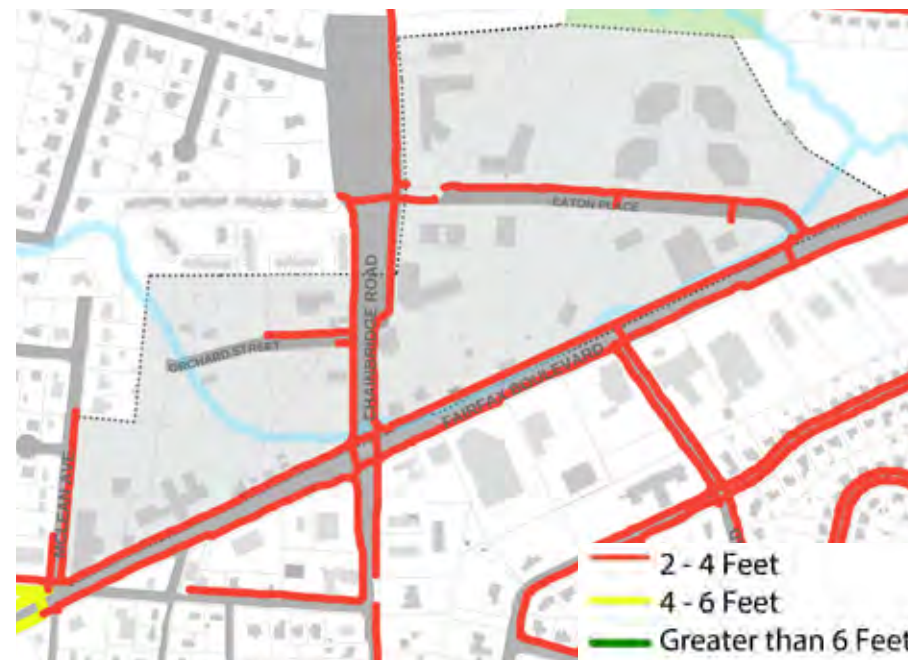 EATON PLACE
CHAINBRIDGE ROAD
ORCHARD STREET
FAIRFAX BOULEVARD
MCLEAN AVE
2 - 4 Feet
4 - 6 Feet
Greater than 6 Feet